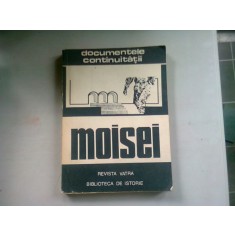 documentele
continuității
moisei
REVISTA VATRA
BIBLIOTECA DE ISTORIE